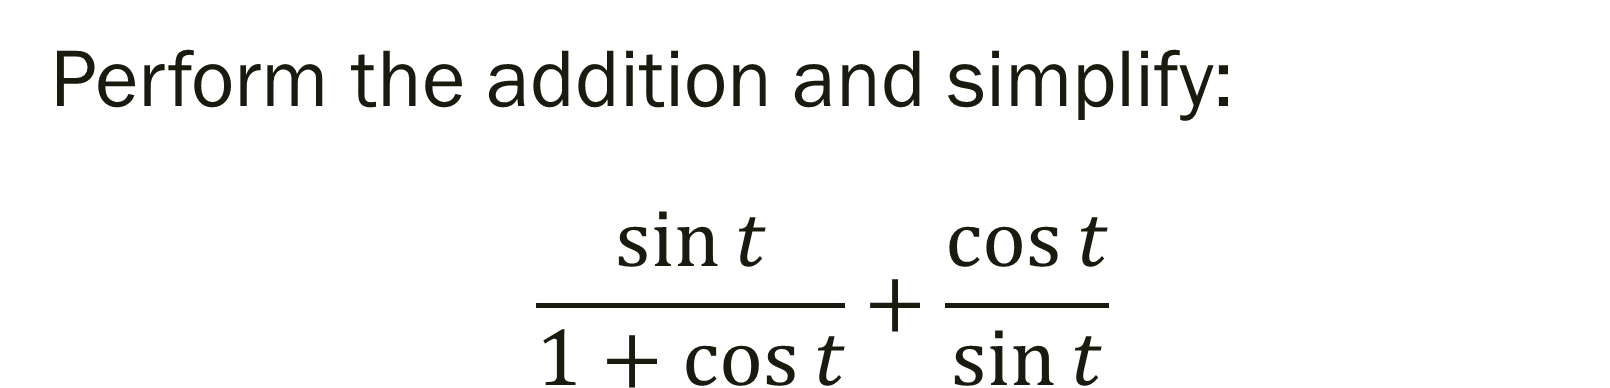 Perform the addition and simplify:
sin t / 1 + cos t + cos t / sin t